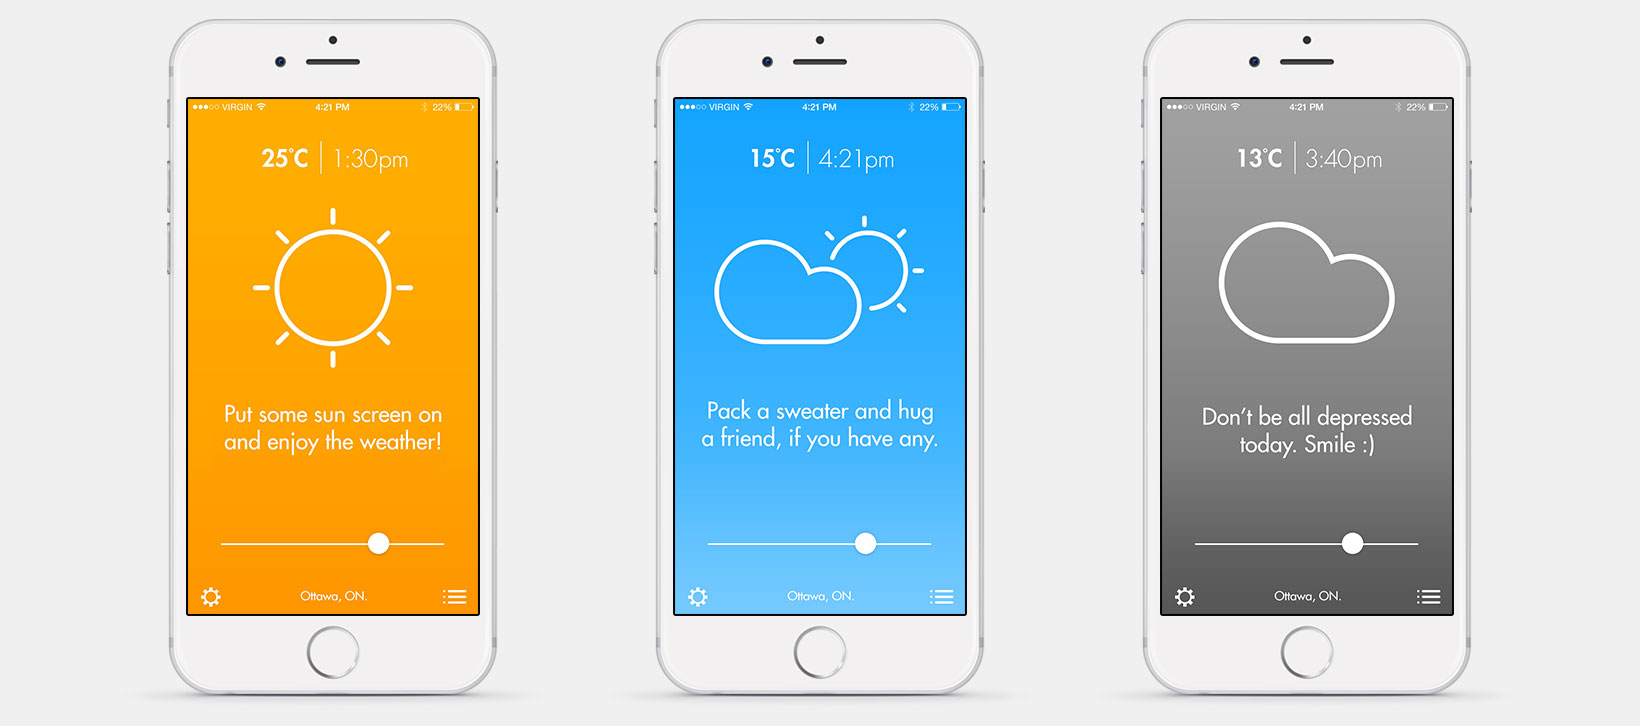 VIRGIN 4:21 PM 22%
25°C | 1:30pm
Put some sun screen on
and enjoy the weather!
Ottawa, ON.
VIRGIN 4:21 PM 22%
15°C | 4:21pm
Pack a sweater and hug
a friend, if you have any.
Ottawa, ON.
VIRGIN 4:21 PM 22%
13°C | 3:40pm
Don't be all depressed
today. Smile :)
Ottawa, ON.